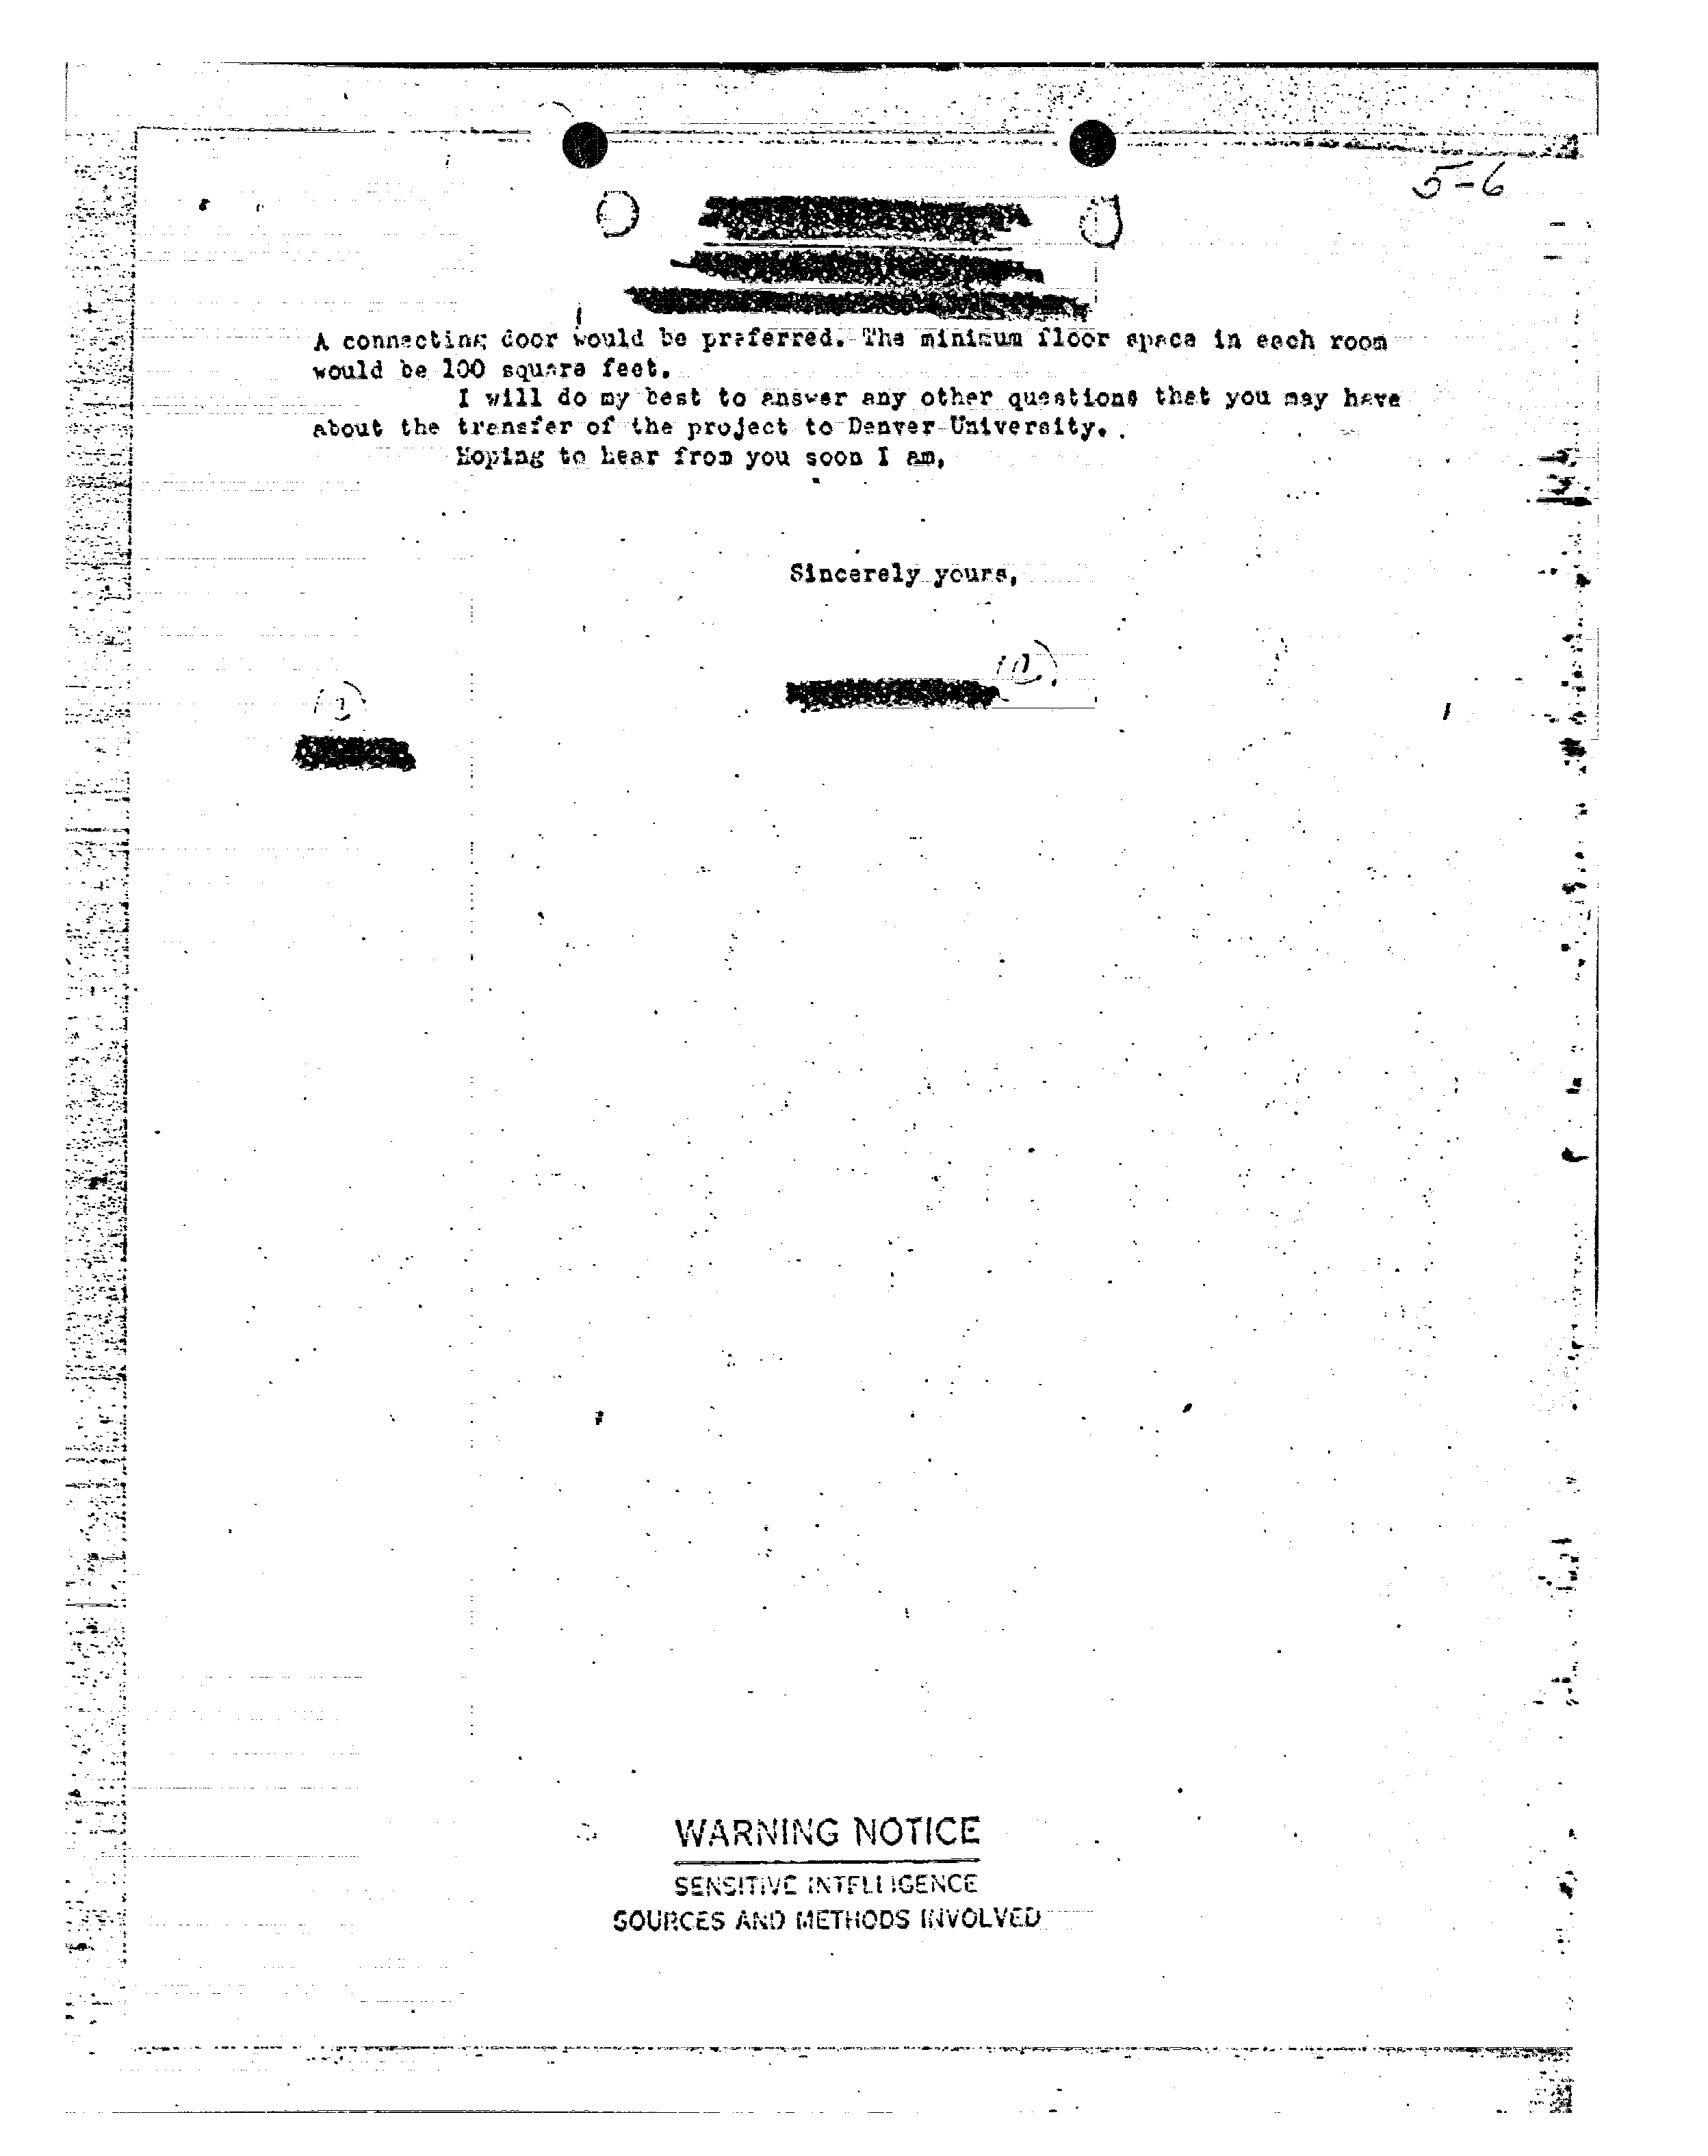 5-6
A connecting door would be preferred. The minimum floor space in each room
would be 100 square feet.
I will do my best to answer any other questions that you may have
about the transfer of the project to Denver University.
Hoping to hear from you soon I am,
Sincerely yours,
WARNING NOTICE
SENSITIVE INTELLIGENCE
SOURCES AND METHODS INVOLVED